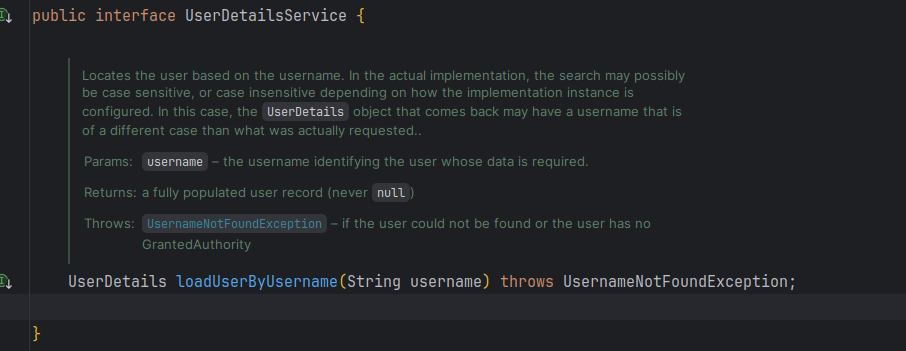 public interface UserDetailsService {
Locates the user based on the username. In the actual implementation, the search may possibly
be case sensitive, or case insensitive depending on how the implementation instance is
configured. In this case, the UserDetails object that comes back may have a username that is
of a different case than what was actually requested..
Params: username – the username identifying the user whose data is required.
Returns: a fully populated user record (never null)
Throws: UsernameNotFoundException – if the user could not be found or the user has no
GrantedAuthority
UserDetails loadUserByUsername(String username) throws UsernameNotFoundException;
}